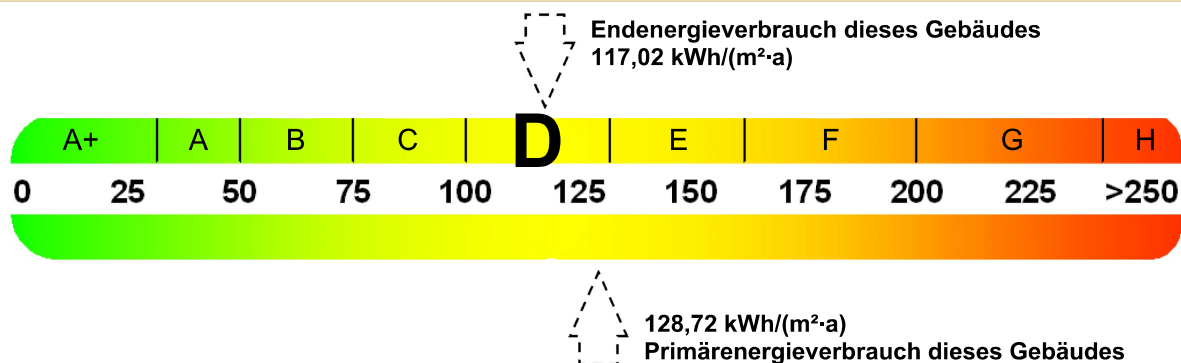 Endenergieverbrauch dieses Gebäudes
117,02 kWh/(m²·a)
A+ A B C D E F G H
0 25 50 75 100 125 150 175 200 225 >250
128,72 kWh/(m²·a)
Primärenergieverbrauch dieses Gebäudes